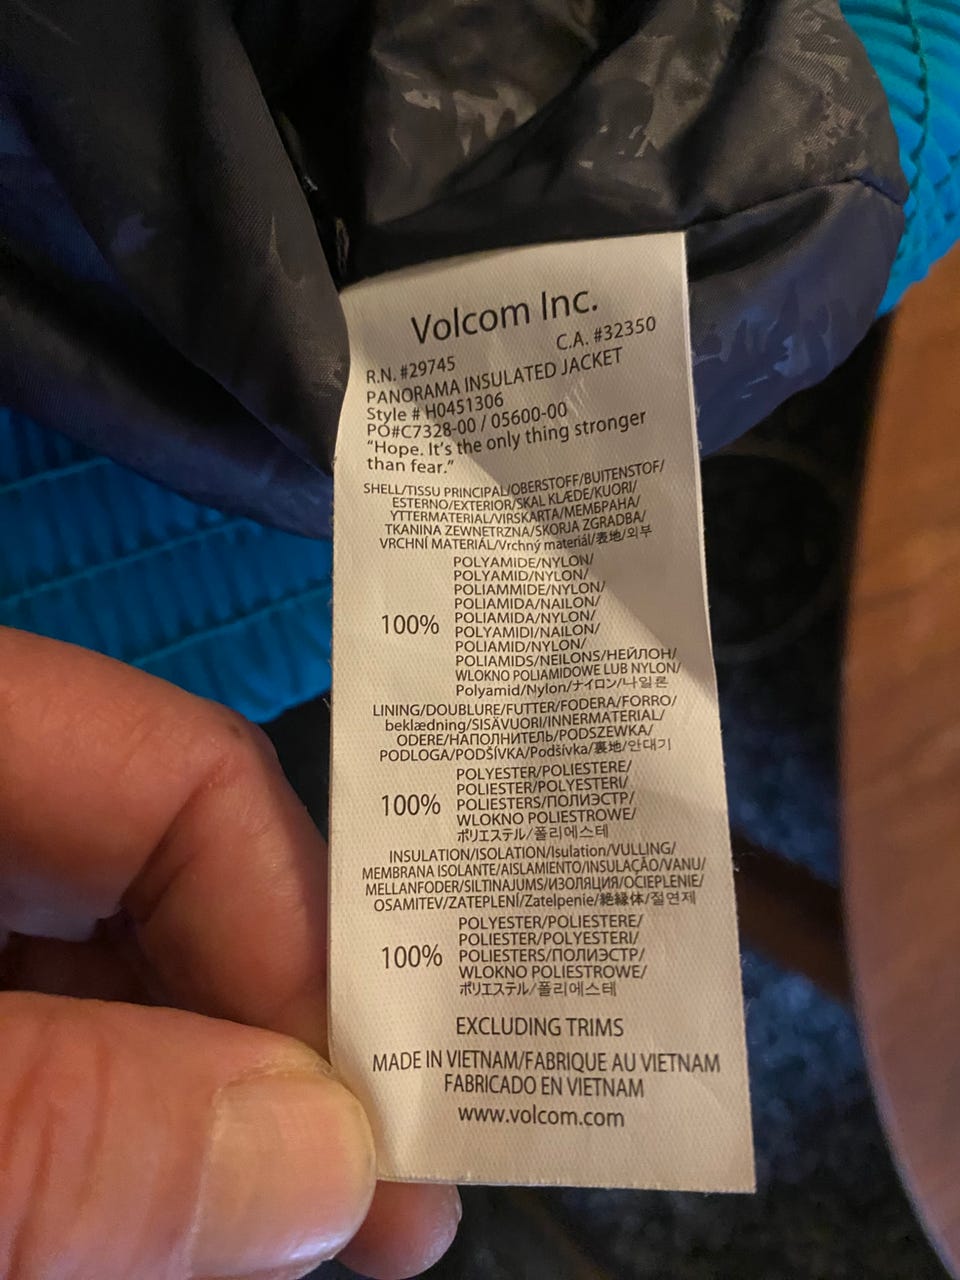 Volcom Inc.
R.N. #29745 C.A. #32350
PANORAMA INSULATED JACKET
Style # H0451306
PO#C7328-00 / 05600-00
“Hope. It's the only thing stronger
than fear.”
SHELL/TISSU PRINCIPAL/OBERSTOFF/BUITENSTOF/
ESTERNO/EXTERIOR/SKAL KLÆDE/KUORI/
YTTERMATERIAL/VIRSKARTA/МЕМБРАНА/
TKANINA ZEWNĘTRZNA/SKORJA ZGRADBA/
VRCHNÍ MATERIÁL/Vrchný materiál/表地/외부
POLYAMIDE/NYLON/
POLYAMID/NYLON/
POLIAMMIDE/NYLON/
POLIAMIDA/NAILON/
100% POLIAMIDA/NYLON/
POLYAMIDI/NAILON/
POLIAMID/NYLON/
POLIAMIDS/NEILONS/НЕЙЛОН/
WLOKNO POLIAMIDOWE LUB NYLON/
Polyamid/Nylon/ナイロン/나일론
LINING/DOUBLURE/FUTTER/FODERA/FORRO/
beklædning/SISÄVUORI/INNERMATERIAL/
ODERE/НАПОЛНИТЕЛЬ/PODSZEWKA/
PODLOGA/PODŠÍVKA/Podšívka/裏地/안대기
POLYESTER/POLIESTERE/
POLIESTER/POLYESTERI/
100% POLIESTERS/ПОЛИЭСТР/
WLOKNO POLIESTROWE/
ポリエステル/폴리에스테
INSULATION/ISOLATION/Isulation/VULLING/
MEMBRANA ISOLANTE/AISLAMIENTO/INSULAÇÃO/VANU/
MELLANFODER/SILTINAJUMS/ИЗОЛЯЦИЯ/OCIEPLENIE/
OSAMITEV/ZATEPLENÍ/Zatelpenie/絶縁体/절연제
POLYESTER/POLIESTERE/
POLIESTER/POLYESTERI/
100% POLIESTERS/ПОЛИЭСТР/
WLOKNO POLIESTROWE/
ポリエステル/폴리에스테
EXCLUDING TRIMS
MADE IN VIETNAM/FABRIQUE AU VIETNAM
FABRICADO EN VIETNAM
www.volcom.com